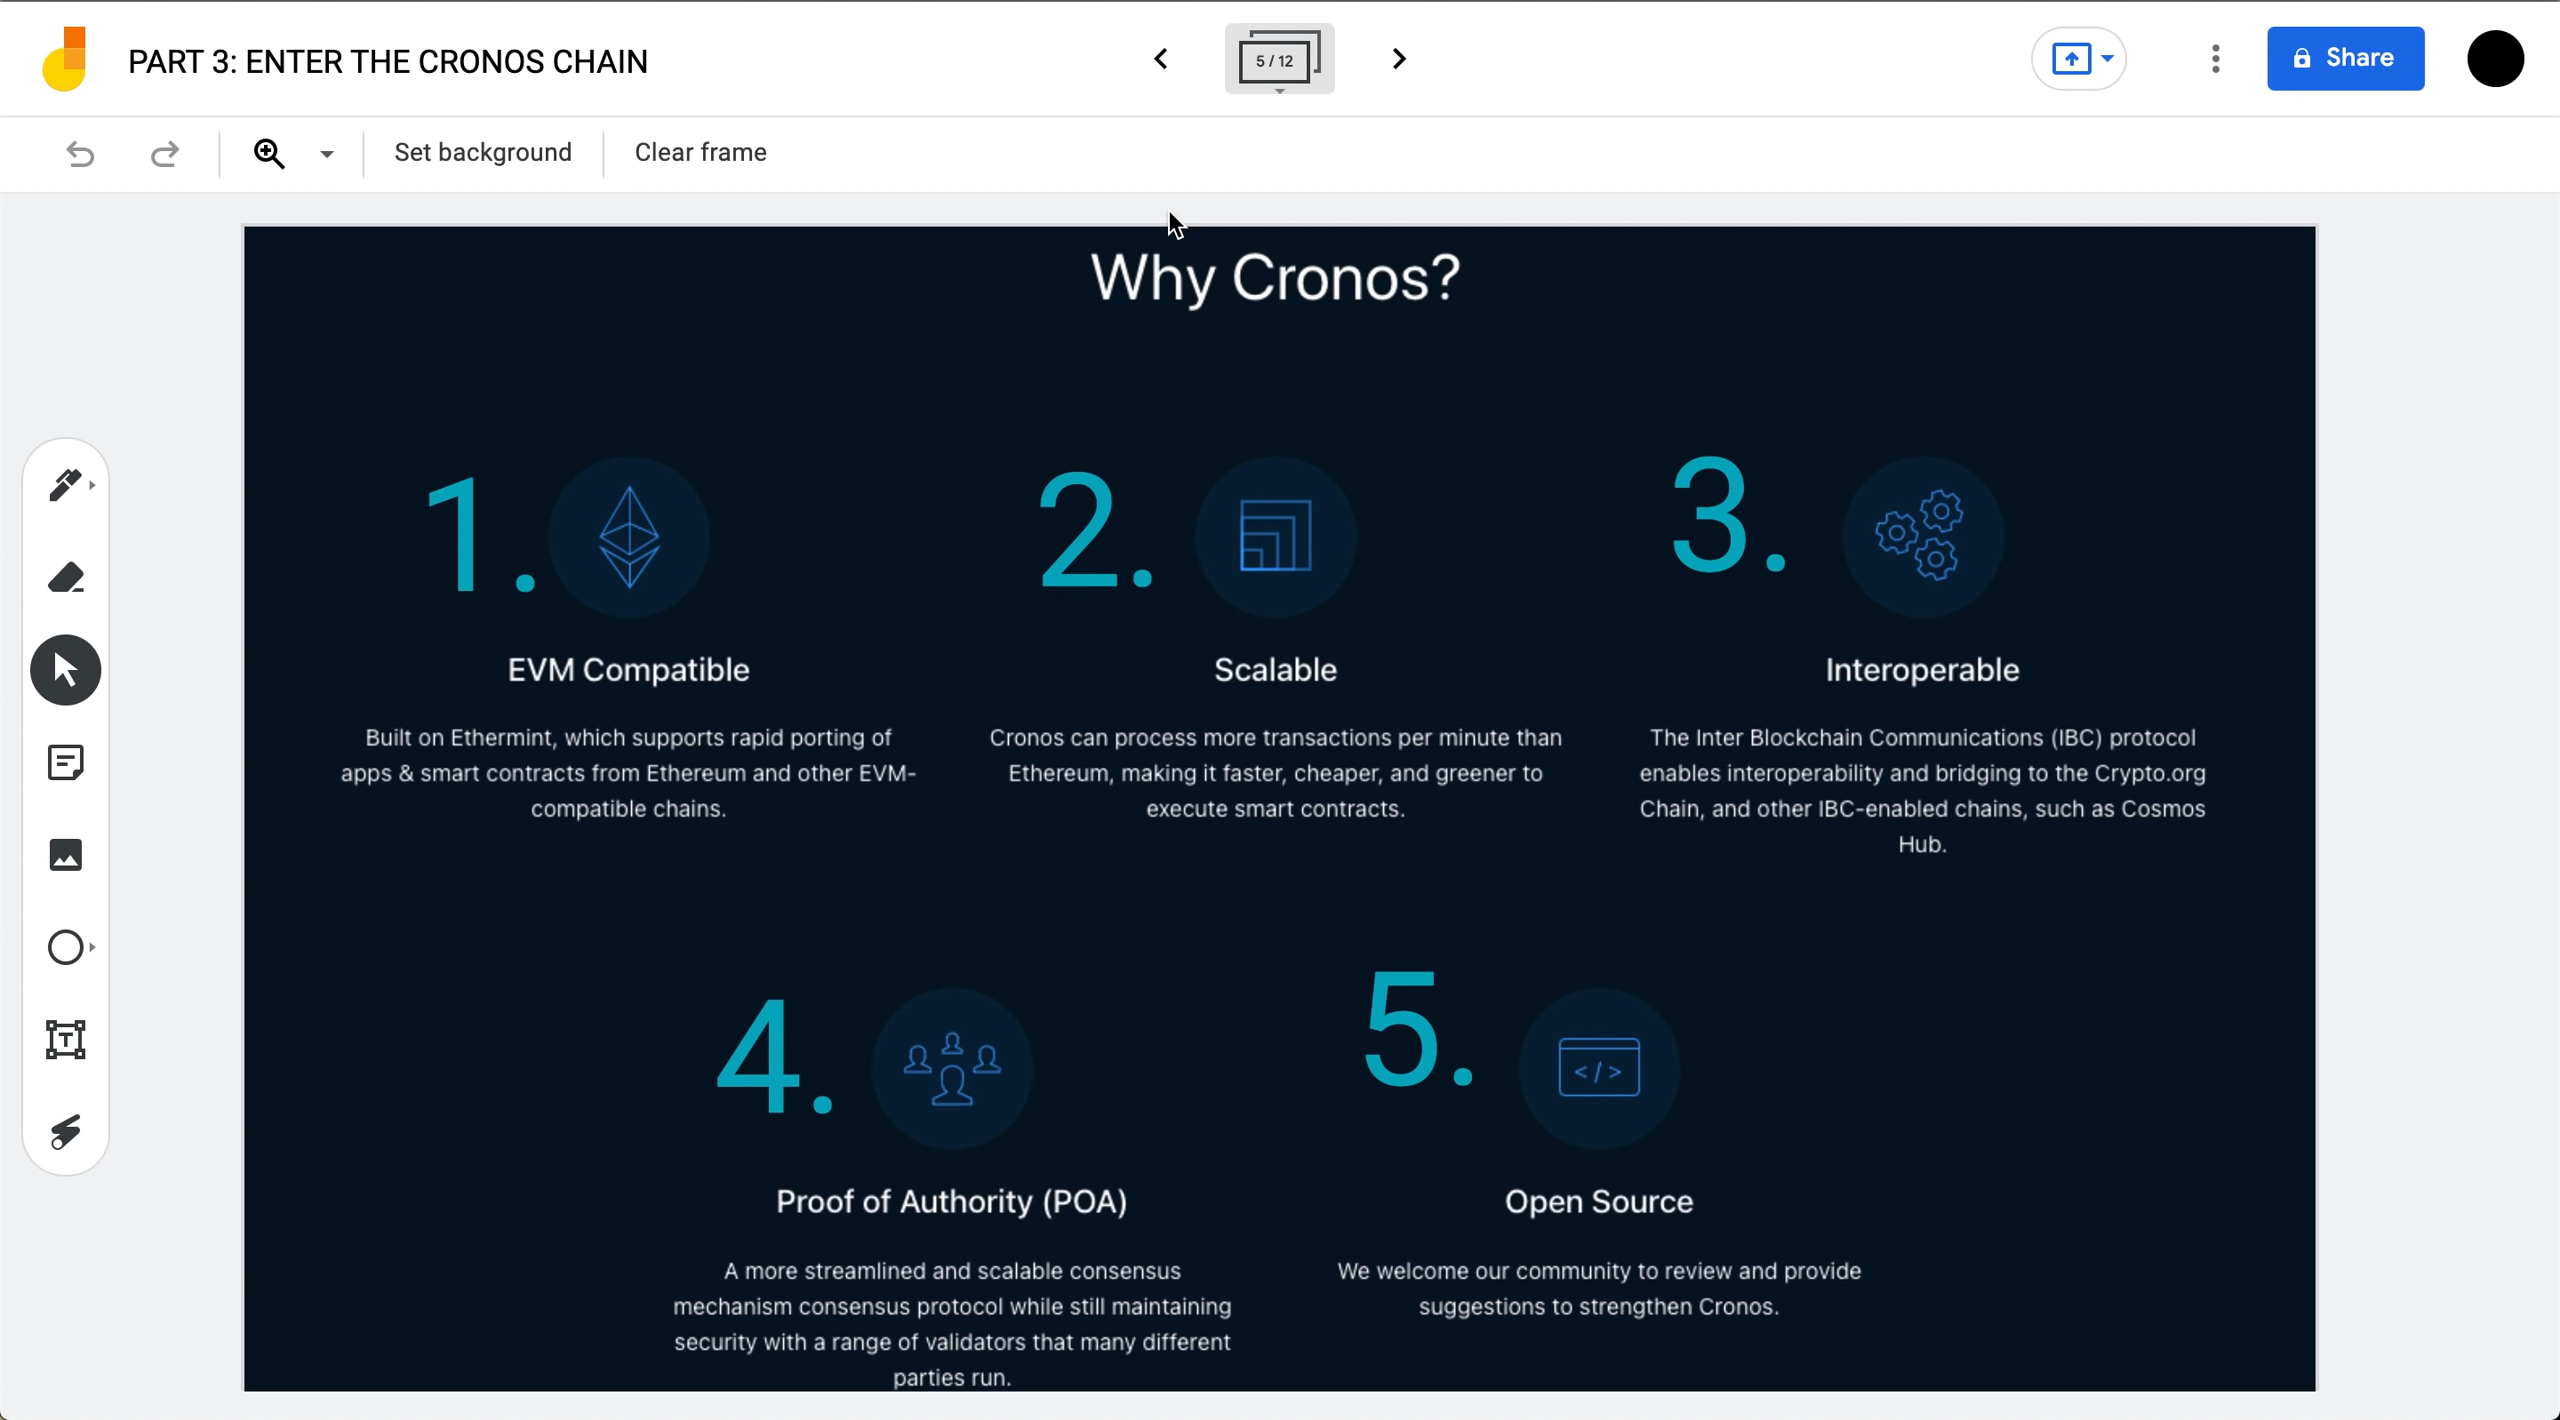 PART 3: ENTER THE CRONOS CHAIN
5 / 12
Share
Set background
Clear frame
Why Cronos?
1.
2.
3.
EVM Compatible
Built on Ethermint, which supports rapid porting of
apps & smart contracts from Ethereum and other EVM-
compatible chains.
Scalable
Cronos can process more transactions per minute than
Ethereum, making it faster, cheaper, and greener to
execute smart contracts.
Interoperable
The Inter Blockchain Communications (IBC) protocol
enables interoperability and bridging to the Crypto.org
Chain, and other IBC-enabled chains, such as Cosmos
Hub.
4.
5.
</>
Proof of Authority (POA)
A more streamlined and scalable consensus
mechanism consensus protocol while still maintaining
security with a range of validators that many different
parties run.
Open Source
We welcome our community to review and provide
suggestions to strengthen Cronos.